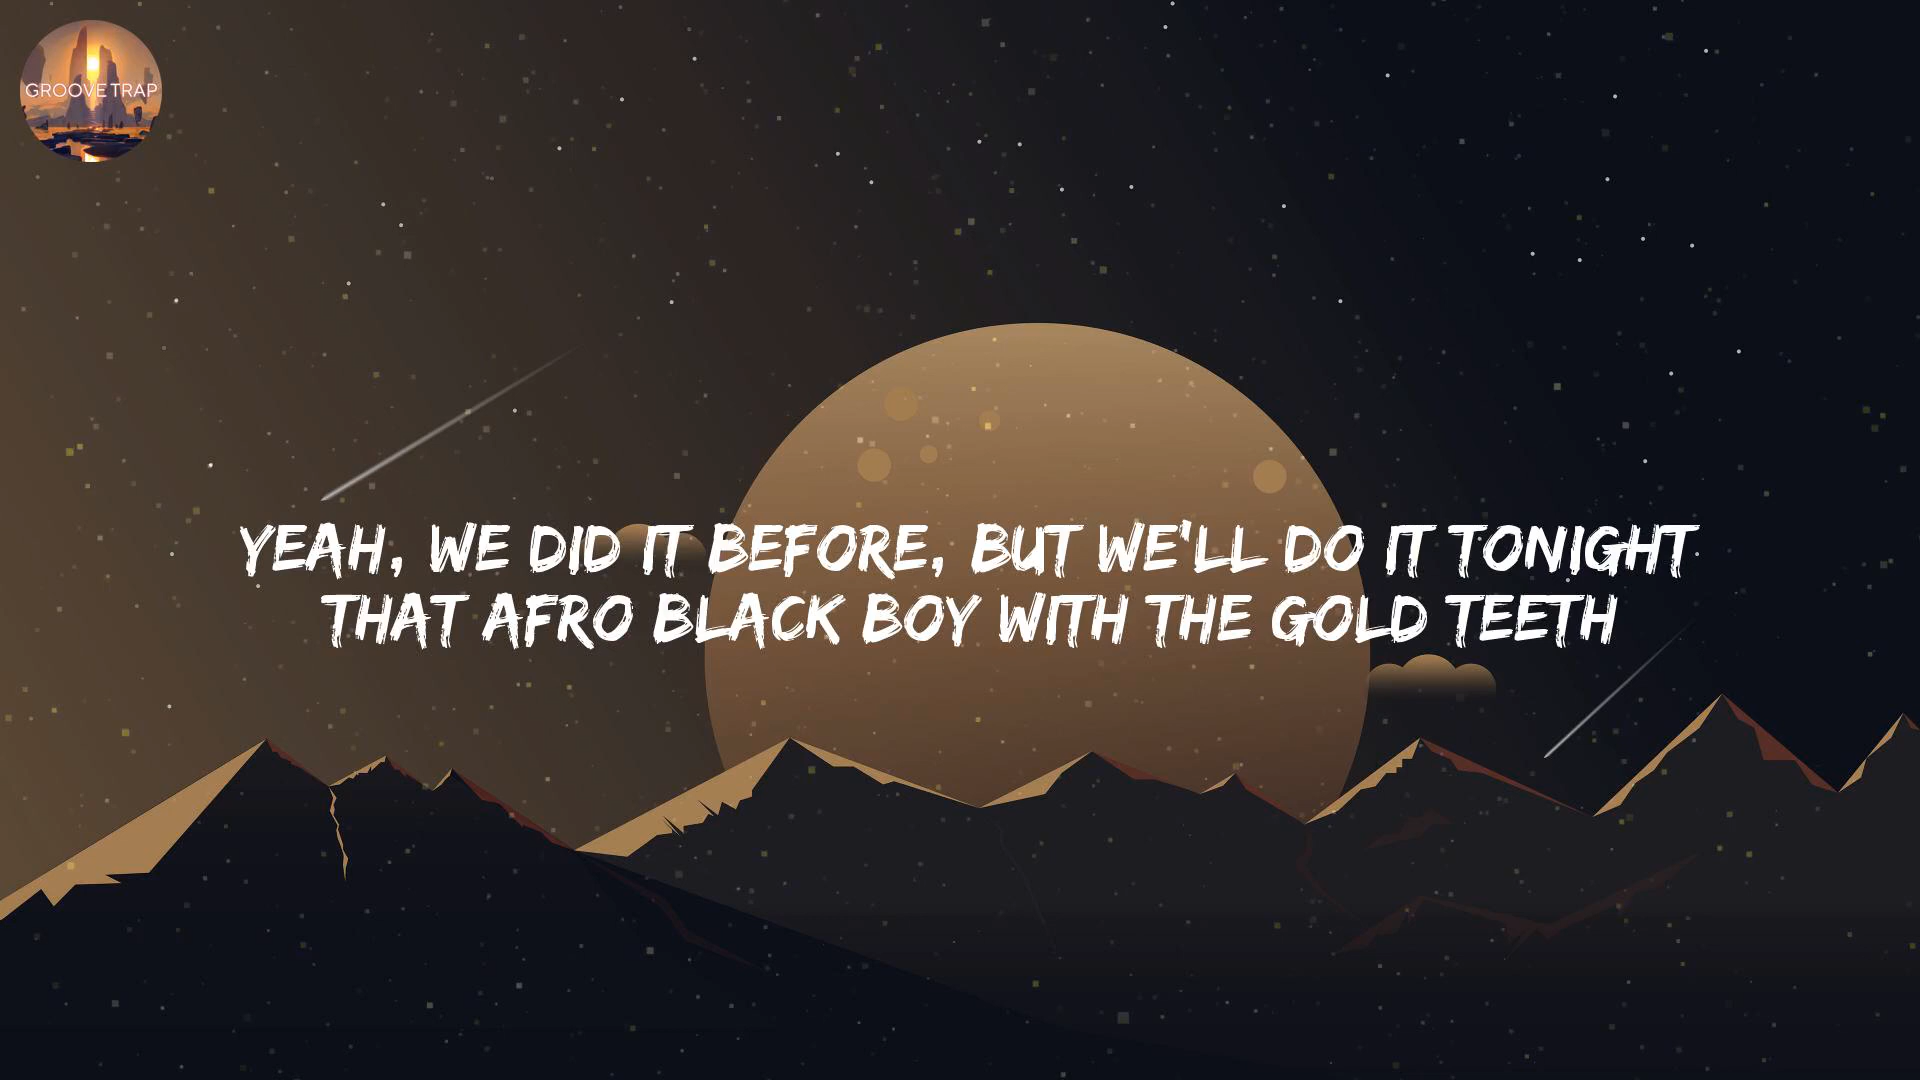 GROOVE TRAP
YEAH, WE DID IT BEFORE, BUT WE'LL DO IT TONIGHT
THAT AFRO BLACK BOY WITH THE GOLD TEETH